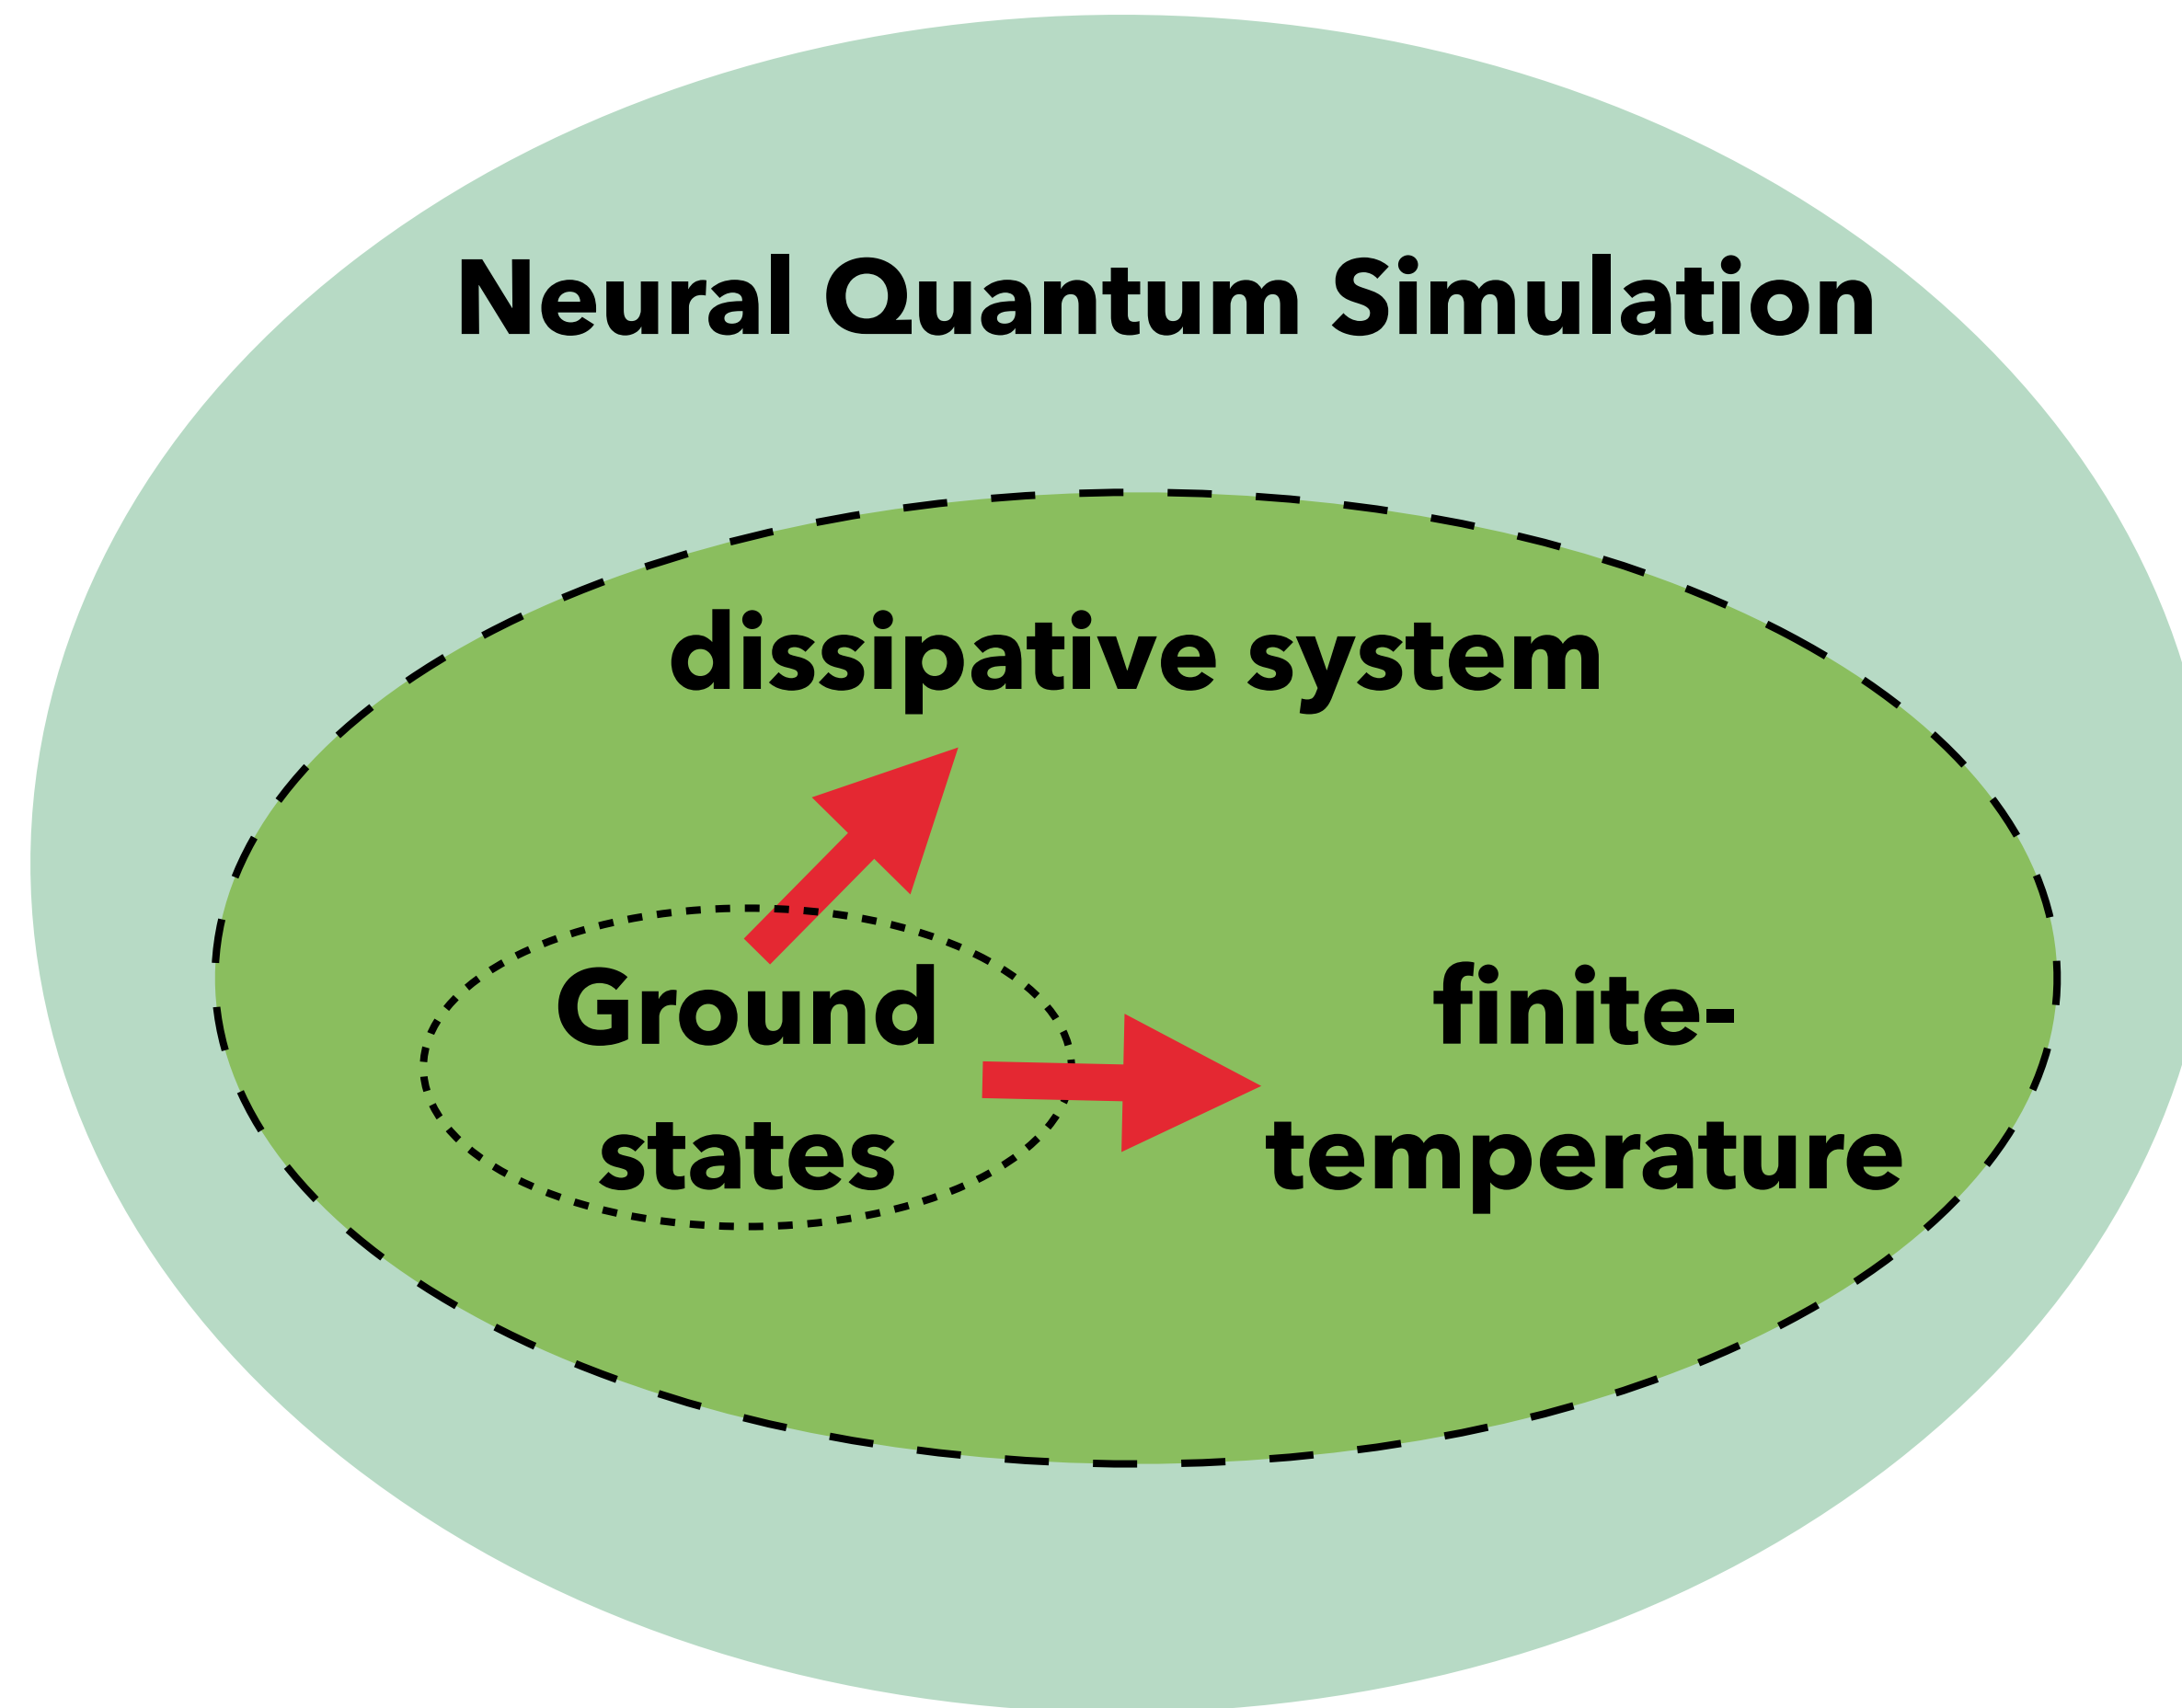 Neural Quantum Simulation
dissipative system
Ground
states
finite-
temperature